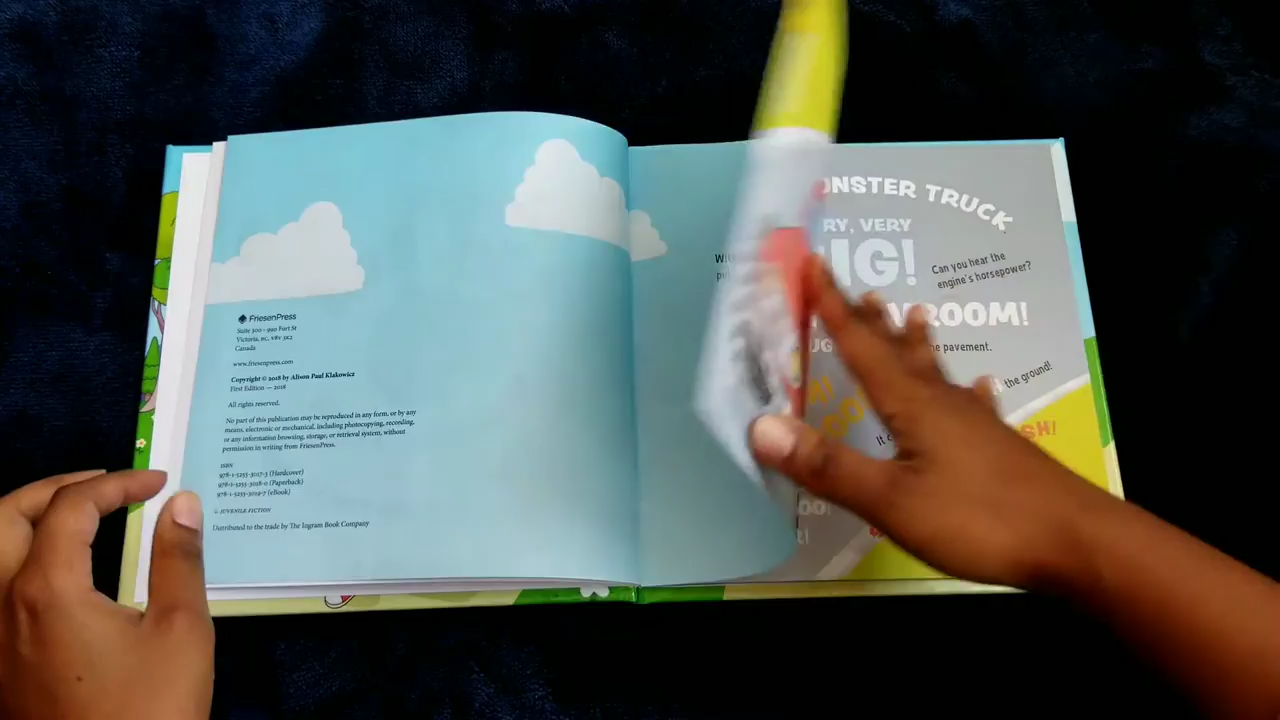 FriesenPress
Suite 300 - 990 Fort St
Victoria, BC, V8V 3K2
Canada
www.friesenpress.com
Copyright © 2018 by Alison Paul Klakowicz
First Edition — 2018
All rights reserved.
No part of this publication may be reproduced in any form, or by any
means, electronic or mechanical, including photocopying, recording,
or any information browsing, storage, or retrieval system, without
permission in writing from FriesenPress.
ISBN
978-1-5255-3017-3 (Hardcover)
978-1-5255-3018-0 (Paperback)
978-1-5255-3019-7 (eBook)
1. JUVENILE FICTION
Distributed to the trade by The Ingram Book Company
ONSTER TRUCK
RY, VERY
IG!
Can you hear the
engine's horsepower?
VROOM!
pavement.
the ground!
SH!